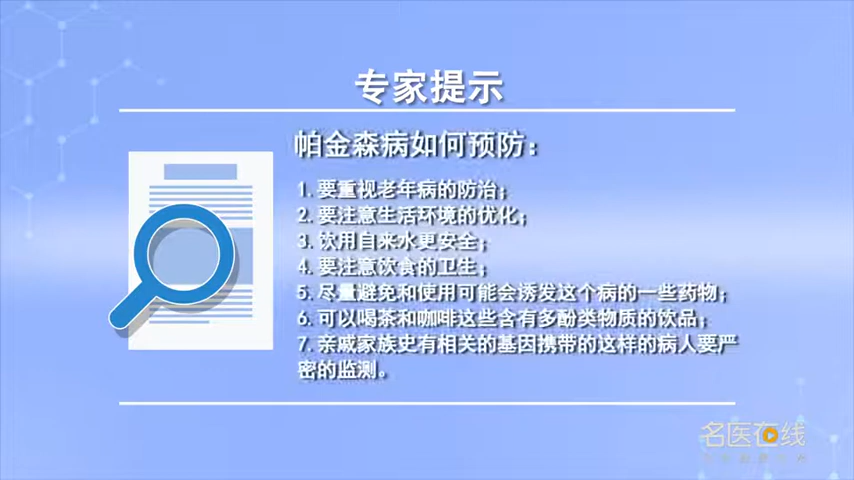 专家提示
帕金森病如何预防：
1.要重视老年病的防治；
2.要注意生活环境的优化；
3.饮用自来水更安全；
4.要注意饮食的卫生；
5.尽量避免和使用可能会诱发这个病的一些药物；
6.可以喝茶和咖啡这些含有多酚类物质的饮品；
7.亲戚家族史有相关的基因携带的这样的病人要严
密的监测。
名医在线